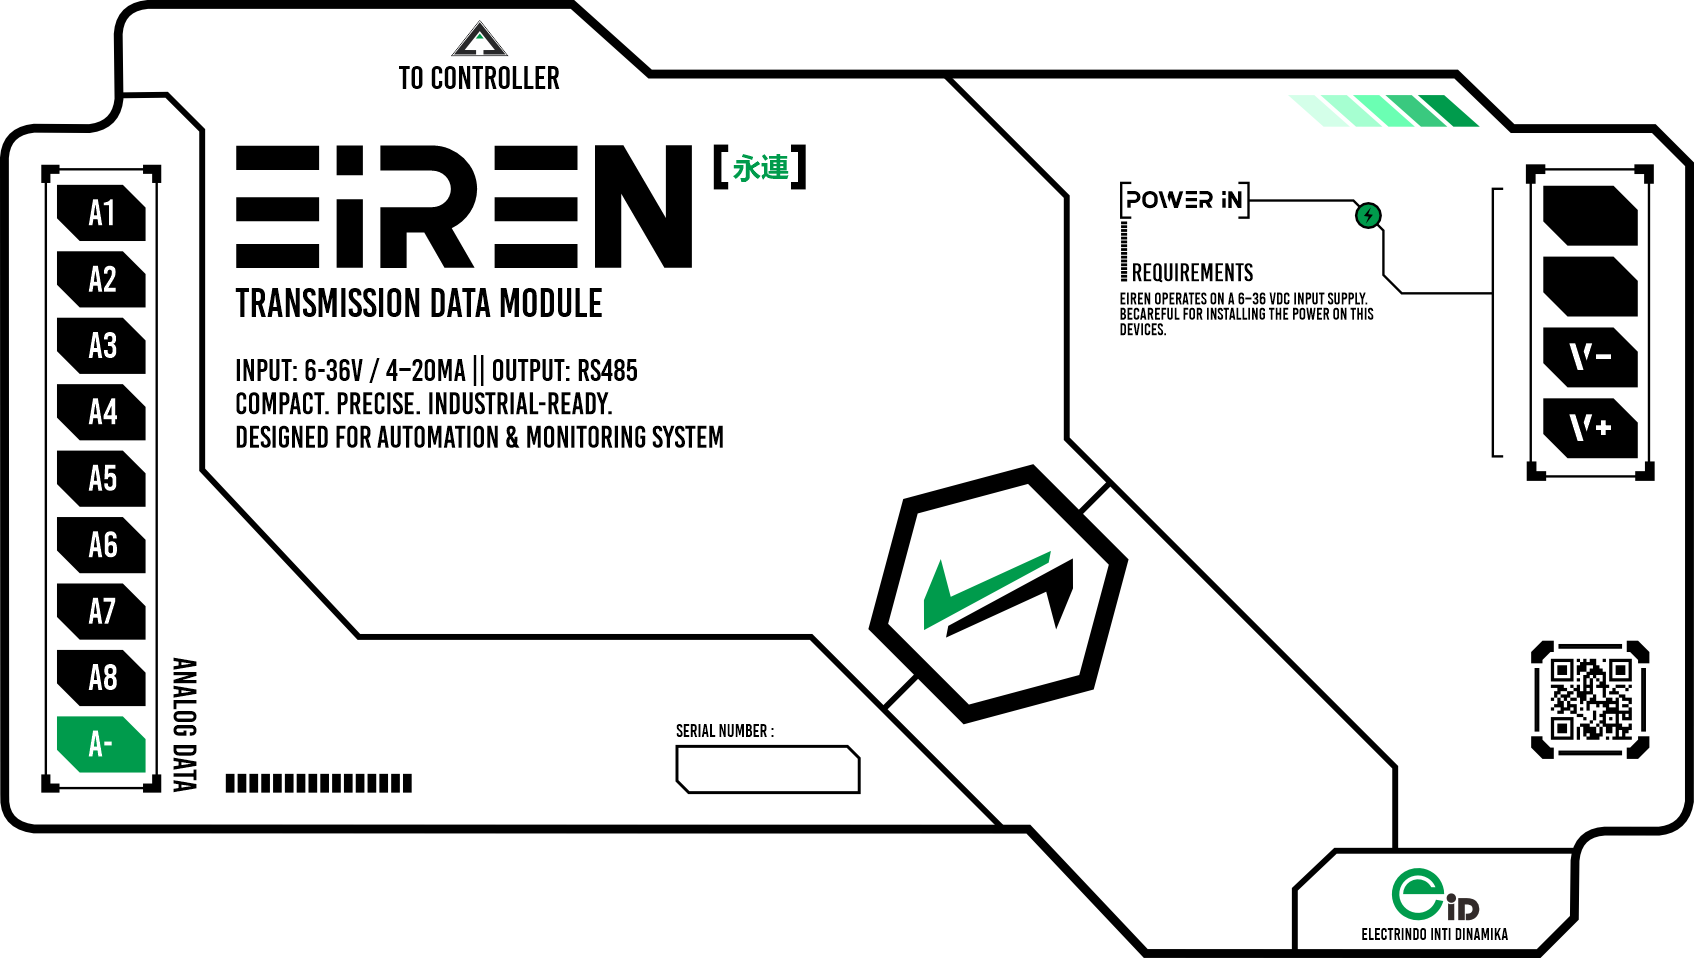 TO CONTROLLER
EiREN [永連]
TRANSMISSION DATA MODULE
INPUT: 6-36V / 4–20MA || OUTPUT: RS485
COMPACT. PRECISE. INDUSTRIAL-READY.
DESIGNED FOR AUTOMATION & MONITORING SYSTEM
A1
A2
A3
A4
A5
A6
A7
A8
A-
ANALOG DATA
SERIAL NUMBER :
[POWER iN]
REQUIREMENTS
EIREN OPERATES ON A 6–36 VDC INPUT SUPPLY.
BECAREFUL FOR INSTALLING THE POWER ON THIS
DEVICES.
V-
V+
eiD
ELECTRINDO INTI DINAMIKA